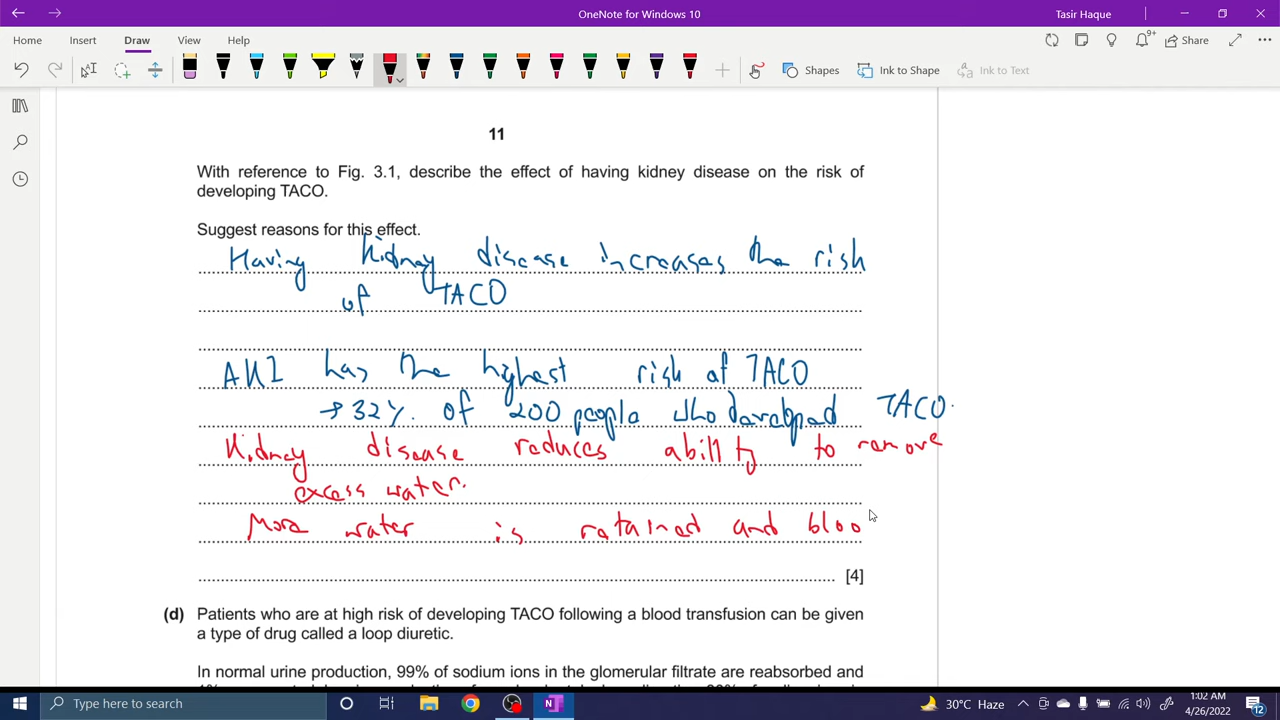 OneNote for Windows 10
Tasir Haque
Home Insert Draw View Help
9+
Share
Shapes
Ink to Shape
Ink to Text
11
With reference to Fig. 3.1, describe the effect of having kidney disease on the risk of
developing TACO.
Suggest reasons for this effect.
Having kidney disease increases the risk
of TACO
AKI has the highest risk of TACO
→ 32% of 200 people who developed TACO.
Kidney disease reduces ability to remove
excess water.
More water is retained and bloo
[4]
(d) Patients who are at high risk of developing TACO following a blood transfusion can be given
a type of drug called a loop diuretic.
In normal urine production, 99% of sodium ions in the glomerular filtrate are reabsorbed and
Type here to search
30°C Haze
1:02 AM
4/26/2022
12